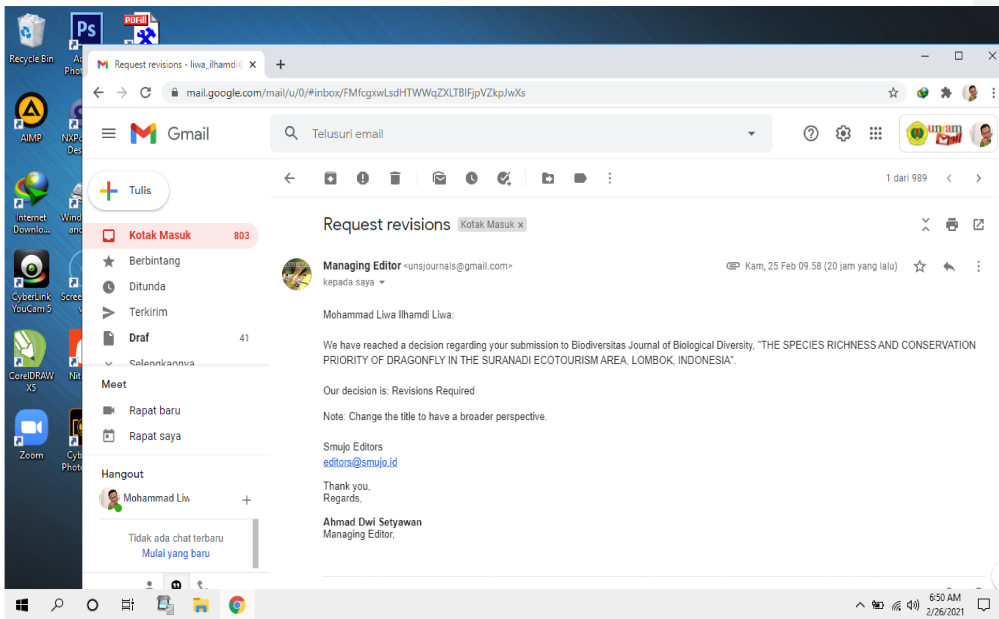 PDFill
Ps
Recycle Bin
Request revisions - liwa_ilhamdi@
mail.google.com/mail/u/0/#inbox/FMfcgxwLsdHTWWqZXLTBIFjpVZkpJwXs
AIMP
Gmail
Telusuri email
unram
Mail
Tulis
1 dari 989
Internet
Downlo...
Request revisions
Kotak Masuk x
Kotak Masuk 803
Berbintang
Managing Editor <unsjournals@gmail.com>
Kam, 25 Feb 09.58 (20 jam yang lalu)
kepada saya
Ditunda
CyberLink
YouCam 5
Terkirim
Mohammad Liwa Ilhamdi Liwa:
Draf 41
We have reached a decision regarding your submission to Biodiversitas Journal of Biological Diversity, "THE SPECIES RICHNESS AND CONSERVATION
PRIORITY OF DRAGONFLY IN THE SURANADI ECOTOURISM AREA, LOMBOK, INDONESIA".
Selengkapnya
CorelDRAW
X5
Meet
Our decision is: Revisions Required
Rapat baru
Note: Change the title to have a broader perspective.
Rapat saya
Zoom
Smujo Editors
editors@smujo.id
Hangout
Thank you,
Regards,
Mohammad Liw
Ahmad Dwi Setyawan
Managing Editor,
Tidak ada chat terbaru
Mulai yang baru
6:50 AM
2/26/2021